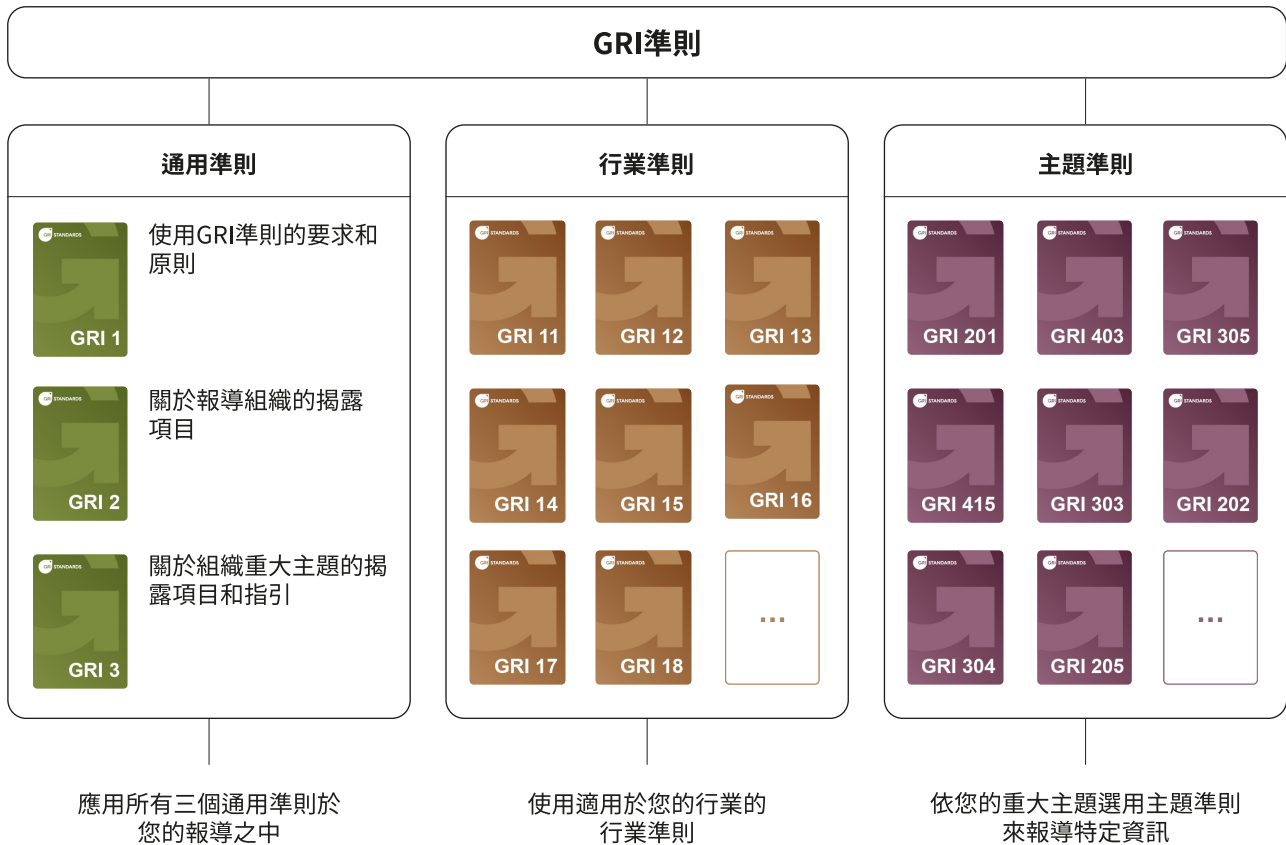 GRI準則
通用準則
GRI STANDARDS
GRI 1
使用GRI準則的要求和
原則
GRI STANDARDS
GRI 2
關於報導組織的揭露
項目
GRI STANDARDS
GRI 3
關於組織重大主題的揭
露項目和指引
應用所有三個通用準則於
您的報導之中
行業準則
GRI STANDARDS
GRI 11
GRI STANDARDS
GRI 12
GRI STANDARDS
GRI 13
GRI STANDARDS
GRI 14
GRI STANDARDS
GRI 15
GRI STANDARDS
GRI 16
GRI STANDARDS
GRI 17
GRI STANDARDS
GRI 18
...
使用適用於您的行業的
行業準則
主題準則
GRI STANDARDS
GRI 201
GRI STANDARDS
GRI 403
GRI STANDARDS
GRI 305
GRI STANDARDS
GRI 415
GRI STANDARDS
GRI 303
GRI STANDARDS
GRI 202
GRI STANDARDS
GRI 304
GRI STANDARDS
GRI 205
...
依您的重大主題選用主題準則
來報導特定資訊